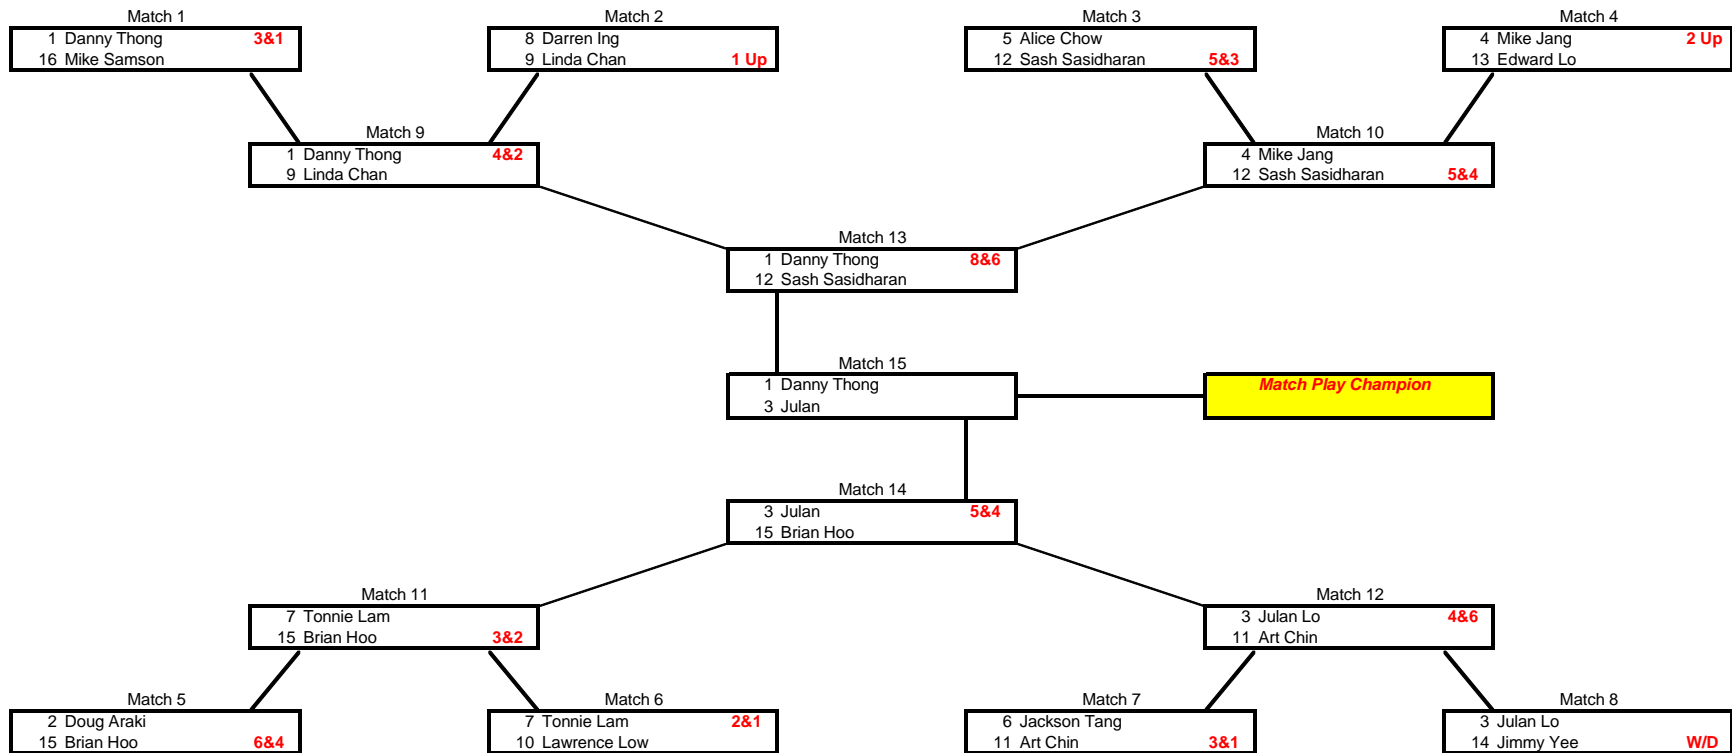 Match 1
1 Danny Thong 3&1
16 Mike Samson
Match 2
8 Darren Ing
9 Linda Chan 1 Up
Match 3
5 Alice Chow
12 Sash Sasidharan 5&3
Match 4
4 Mike Jang 2 Up
13 Edward Lo
Match 9
1 Danny Thong 4&2
9 Linda Chan
Match 10
4 Mike Jang
12 Sash Sasidharan 5&4
Match 13
1 Danny Thong 8&6
12 Sash Sasidharan
Match 15
1 Danny Thong
3 Julan
Match Play Champion
Match 14
3 Julan 5&4
15 Brian Hoo
Match 11
7 Tonnie Lam
15 Brian Hoo 3&2
Match 12
3 Julan Lo 4&6
11 Art Chin
Match 5
2 Doug Araki
15 Brian Hoo 6&4
Match 6
7 Tonnie Lam 2&1
10 Lawrence Low
Match 7
6 Jackson Tang
11 Art Chin 3&1
Match 8
3 Julan Lo
14 Jimmy Yee W/D